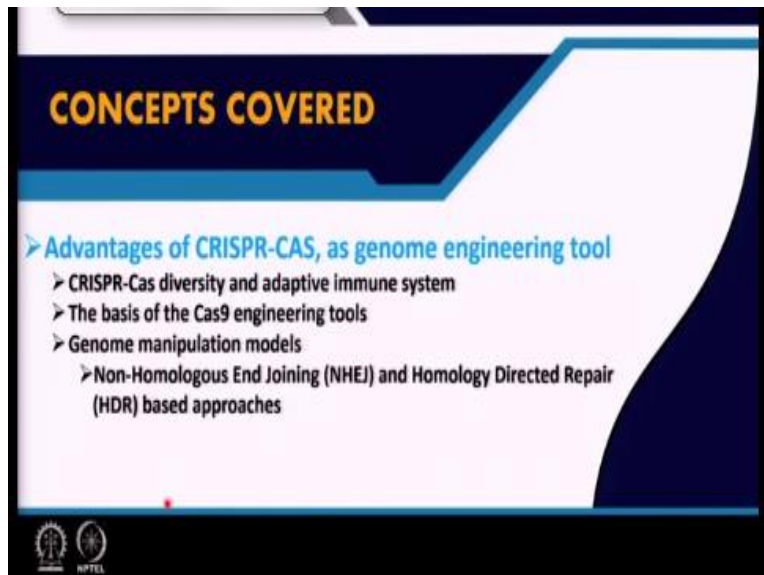 CONCEPTS COVERED
➢Advantages of CRISPR-CAS, as genome engineering tool
➢CRISPR-Cas diversity and adaptive immune system
➢The basis of the Cas9 engineering tools
➢Genome manipulation models
➢Non-Homologous End Joining (NHEJ) and Homology Directed Repair
(HDR) based approaches
NPTEL